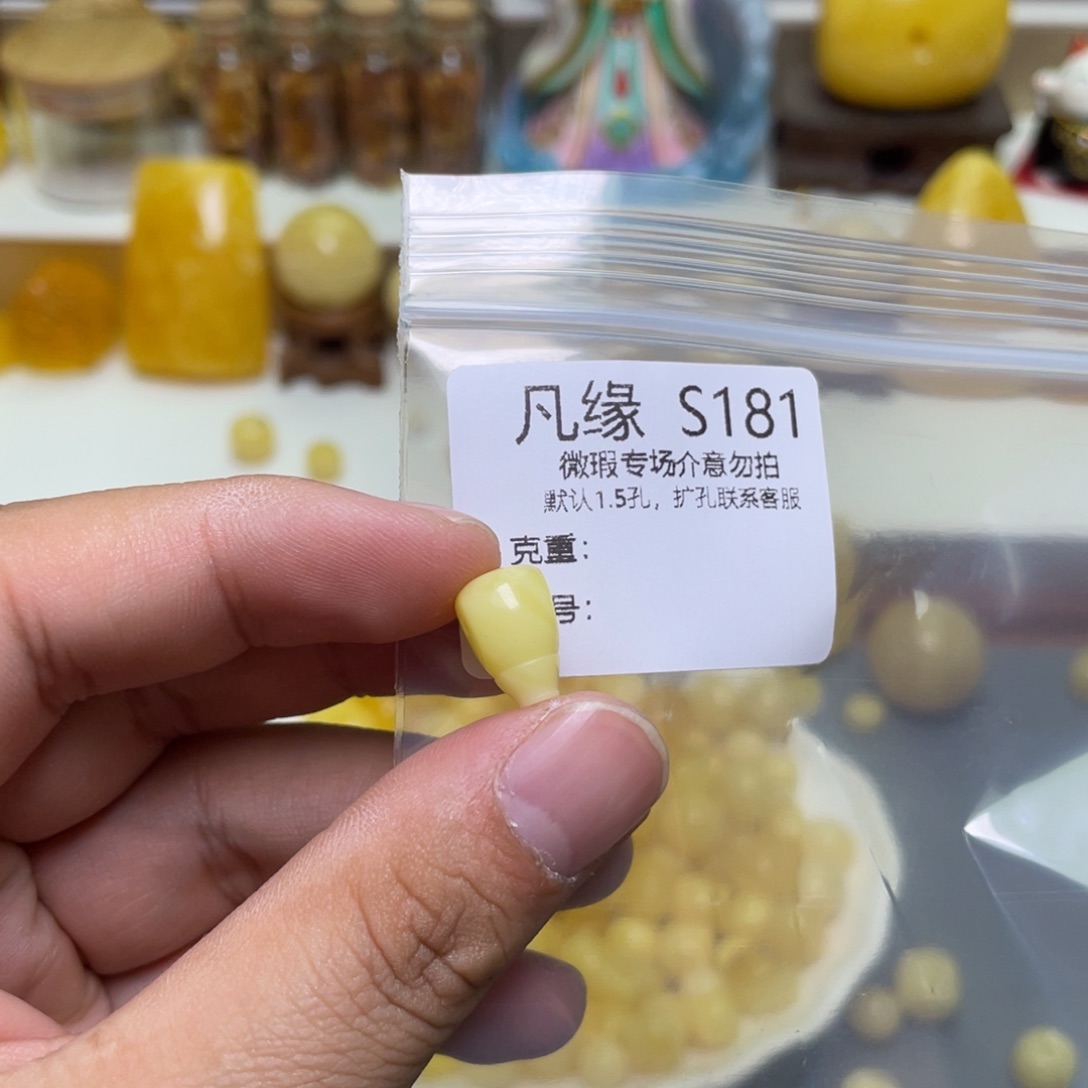 凡缘 S181
微瑕专场介意勿拍
默认1.5孔，扩孔联系客服
克重：
号：